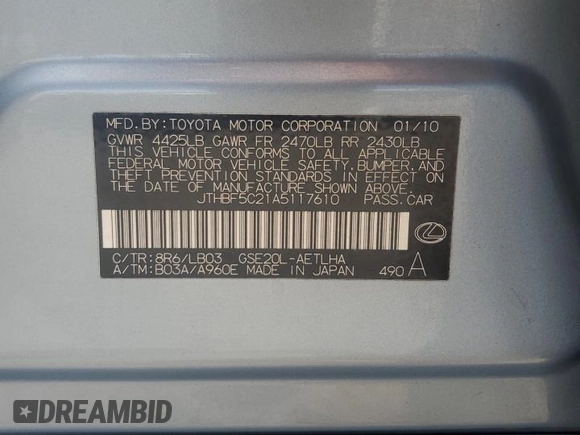 MFD.BY:TOYOTA MOTOR CORPORATION 01/10
GVWR 4425LB GAWR FR 2470LB RR 2430LB
THIS VEHICLE CONFORMS TO ALL APPLICABLE
FEDERAL MOTOR VEHICLE SAFETY,BUMPER,AND
THEFT PREVENTION STANDARDS IN EFFECT ON
THE DATE OF MANUFACTURE SHOWN ABOVE.
JTHBF5C21A5117610 PASS.CAR
C/TR:8R6/LB03 GSE20L-AETLHA
A/TM:B03A/A960E MADE IN JAPAN 490 A
DREAMBID